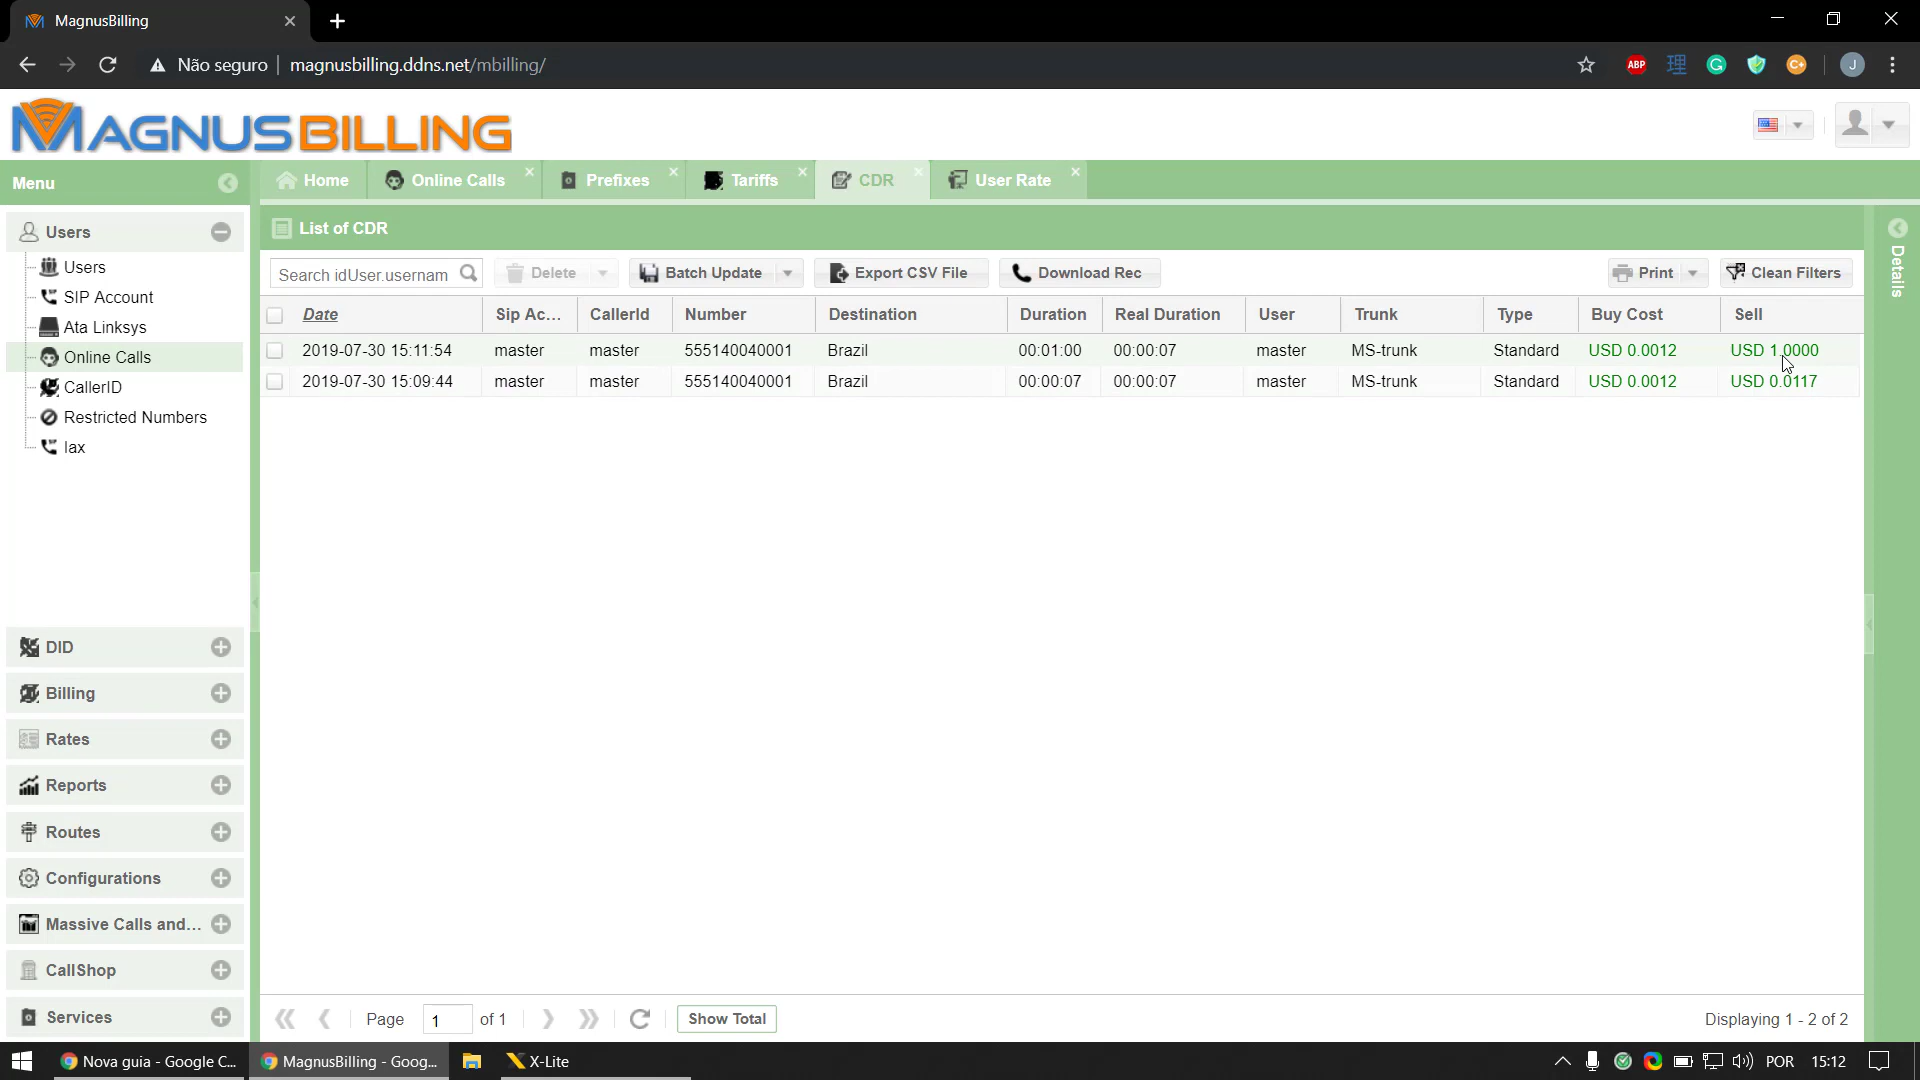 MagnusBilling
Não seguro
magnusbilling.ddns.net/mbilling/
ABP
理
G
C+
J
MAGNUSBILLING
Menu
Home
Online Calls
Prefixes
Tariffs
CDR
User Rate
Users
List of CDR
Details
Users
SIP Account
Ata Linksys
Online Calls
CallerID
Restricted Numbers
Iax
Search idUser.usernam
Delete
Batch Update
Export CSV File
Download Rec
Print
Clean Filters
Date Sip Ac... CallerId Number Destination Duration Real Duration User Trunk Type Buy Cost Sell
2019-07-30 15:11:54 master master 555140040001 Brazil 00:01:00 00:00:07 master MS-trunk Standard USD 0.0012 USD 1.0000
2019-07-30 15:09:44 master master 555140040001 Brazil 00:00:07 00:00:07 master MS-trunk Standard USD 0.0012 USD 0.0117
DID
Billing
Rates
Reports
Routes
Configurations
Massive Calls and...
CallShop
Services
Page 1 of 1
Show Total
Displaying 1 - 2 of 2
Nova guia - Google C...
MagnusBilling - Goog...
X-Lite
POR
15:12